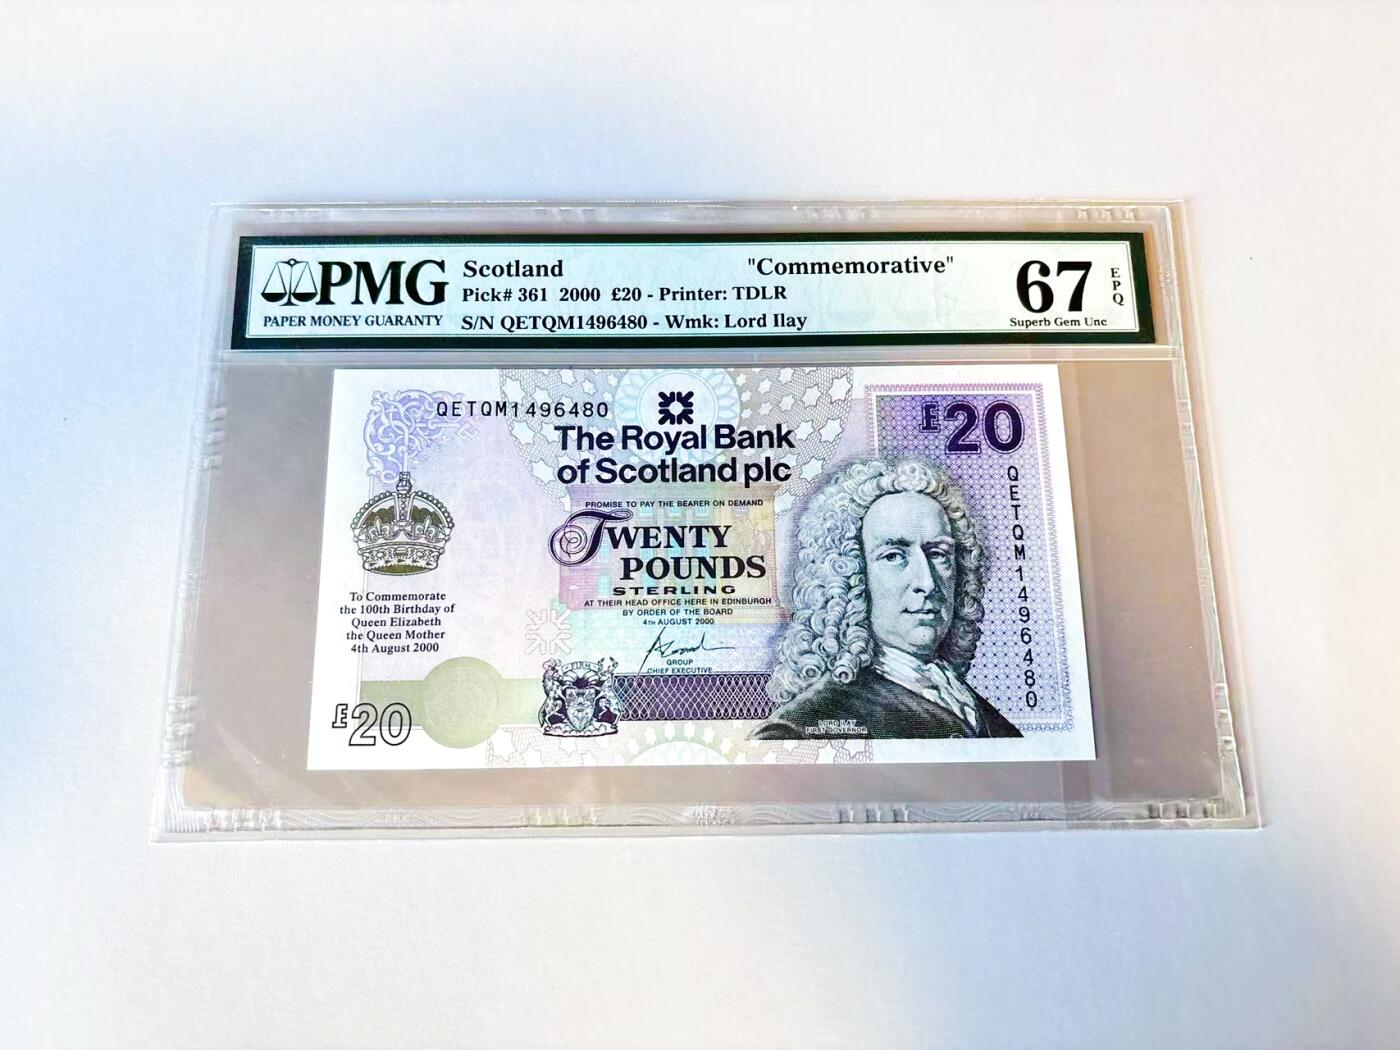 PMG
PAPER MONEY GUARANTY
Scotland "Commemorative"
Pick# 361 2000 £20 - Printer: TDLR
S/N QETQM1496480 - Wmk: Lord Ilay
67
EPQ
Superb Gem Unc
QETQM1496480
The Royal Bank
of Scotland plc
PROMISE TO PAY THE BEARER ON DEMAND
TWENTY
POUNDS
STERLING
AT THEIR HEAD OFFICE HERE IN EDINBURGH
BY ORDER OF THE BOARD
4TH AUGUST 2000
GROUP
CHIEF EXECUTIVE
£20
QETQM1496480
To Commemorate
the 100th Birthday of
Queen Elizabeth
the Queen Mother
4th August 2000
£20
LORD ILAY
FIRST GOVERNOR